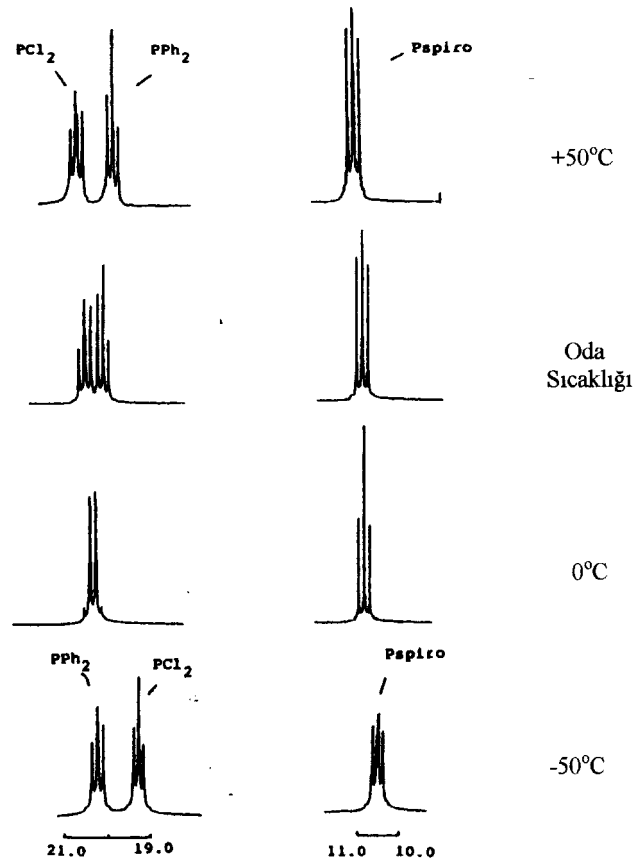 PCl₂
PPh₂
Pspiro
+50°C
Oda
Sıcaklığı
0°C
PPh₂
PCl₂
Pspiro
-50°C
21.0
19.0
11.0
10.0